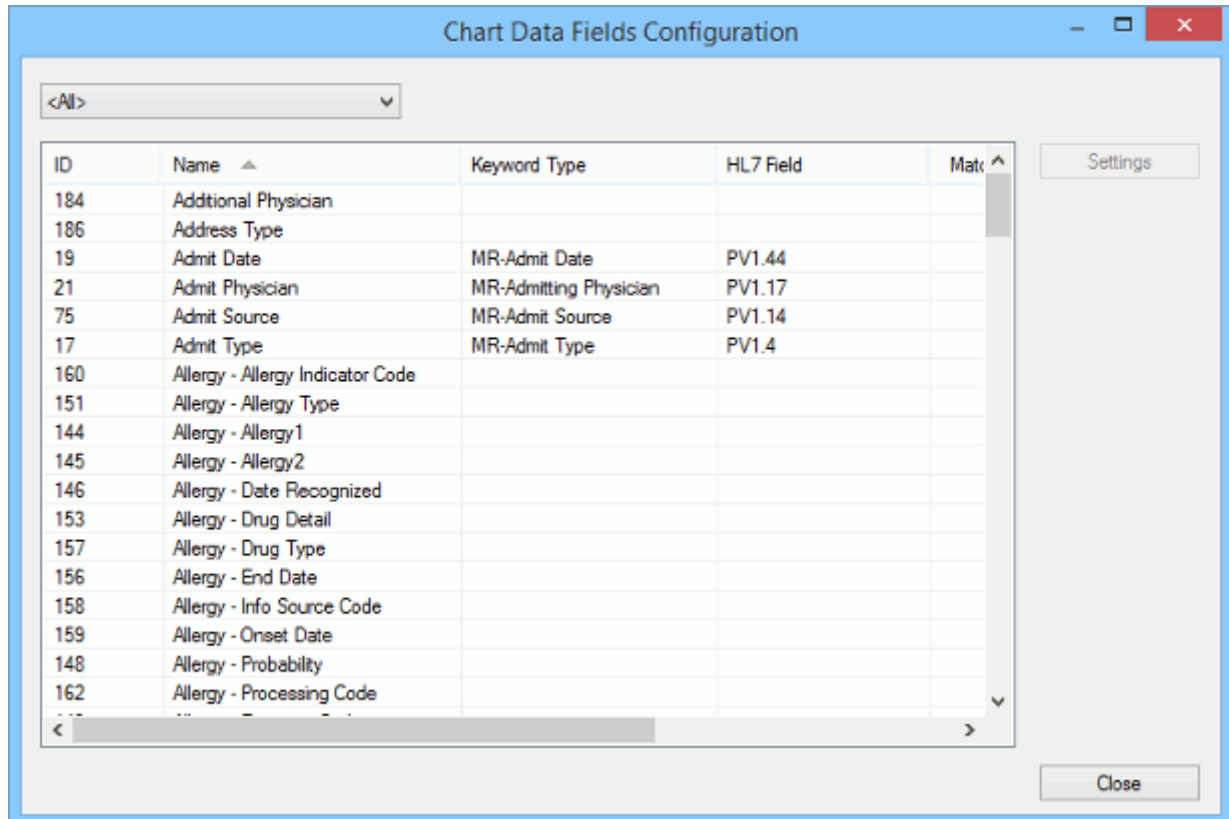 Chart Data Fields Configuration
<All>
ID Name Keyword Type HL7 Field
Settings
184 Additional Physician
186 Address Type
19 Admit Date MR-Admit Date PV1.44
21 Admit Physician MR-Admitting Physician PV1.17
75 Admit Source MR-Admit Source PV1.14
17 Admit Type MR-Admit Type PV1.4
160 Allergy - Allergy Indicator Code
151 Allergy - Allergy Type
144 Allergy - Allergy1
145 Allergy - Allergy2
146 Allergy - Date Recognized
153 Allergy - Drug Detail
157 Allergy - Drug Type
156 Allergy - End Date
158 Allergy - Info Source Code
159 Allergy - Onset Date
148 Allergy - Probability
162 Allergy - Processing Code
Close